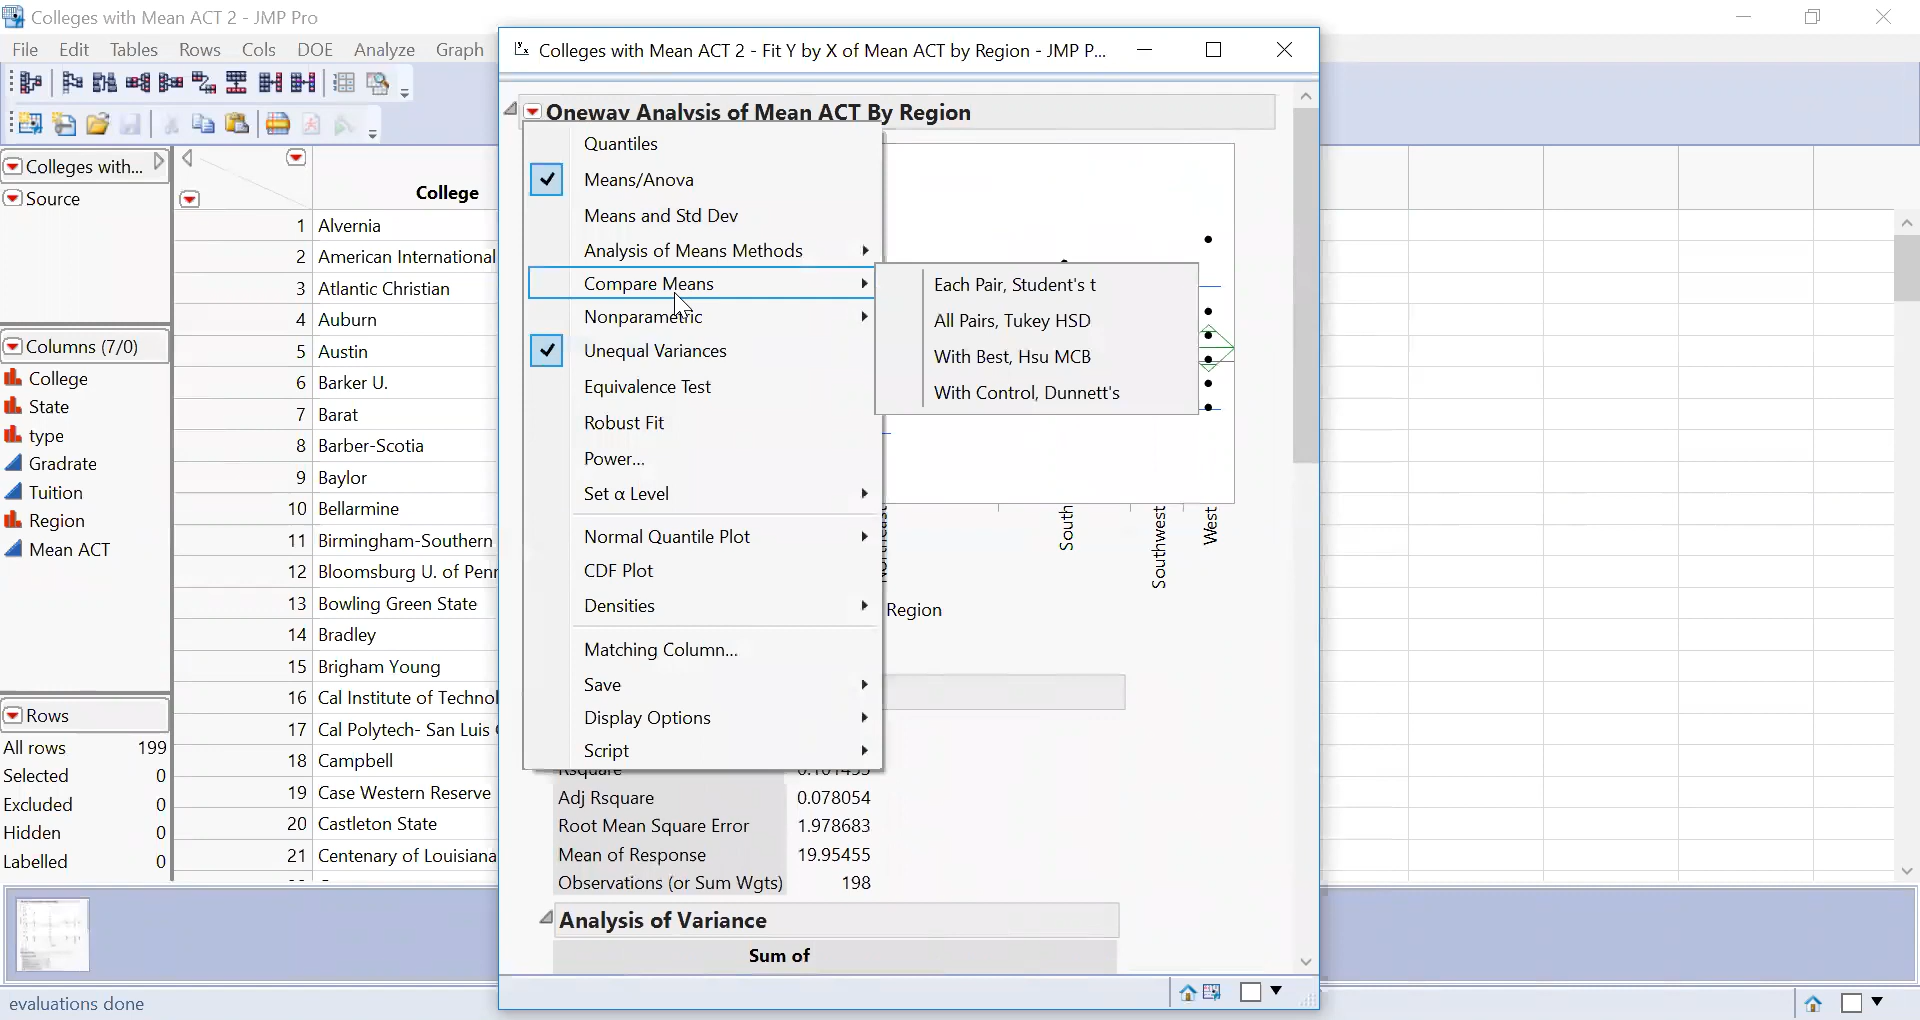 Colleges with Mean ACT 2 - JMP Pro
File Edit Tables Rows Cols DOE Analyze Graph
Colleges with Mean ACT 2 - Fit Y by X of Mean ACT by Region - JMP P...
Oneway Analysis of Mean ACT By Region
Quantiles
Means/Anova
Means and Std Dev
Analysis of Means Methods
Compare Means
Nonparametric
Unequal Variances
Equivalence Test
Robust Fit
Power...
Set α Level
Normal Quantile Plot
CDF Plot
Densities
Matching Column...
Save
Display Options
Script
Each Pair, Student's t
All Pairs, Tukey HSD
With Best, Hsu MCB
With Control, Dunnett's
South
Southwest
West
Region
Adj Rsquare 0.078054
Root Mean Square Error 1.978683
Mean of Response 19.95455
Observations (or Sum Wgts) 198
Analysis of Variance
Sum of
Colleges with...
Source
Columns (7/0)
College
State
type
Gradrate
Tuition
Region
Mean ACT
Rows
All rows 199
Selected 0
Excluded 0
Hidden 0
Labelled 0
College
1 Alvernia
2 American International
3 Atlantic Christian
4 Auburn
5 Austin
6 Barker U.
7 Barat
8 Barber-Scotia
9 Baylor
10 Bellarmine
11 Birmingham-Southern
12 Bloomsburg U. of Penn
13 Bowling Green State
14 Bradley
15 Brigham Young
16 Cal Institute of Technol
17 Cal Polytech- San Luis
18 Campbell
19 Case Western Reserve
20 Castleton State
21 Centenary of Louisiana
evaluations done